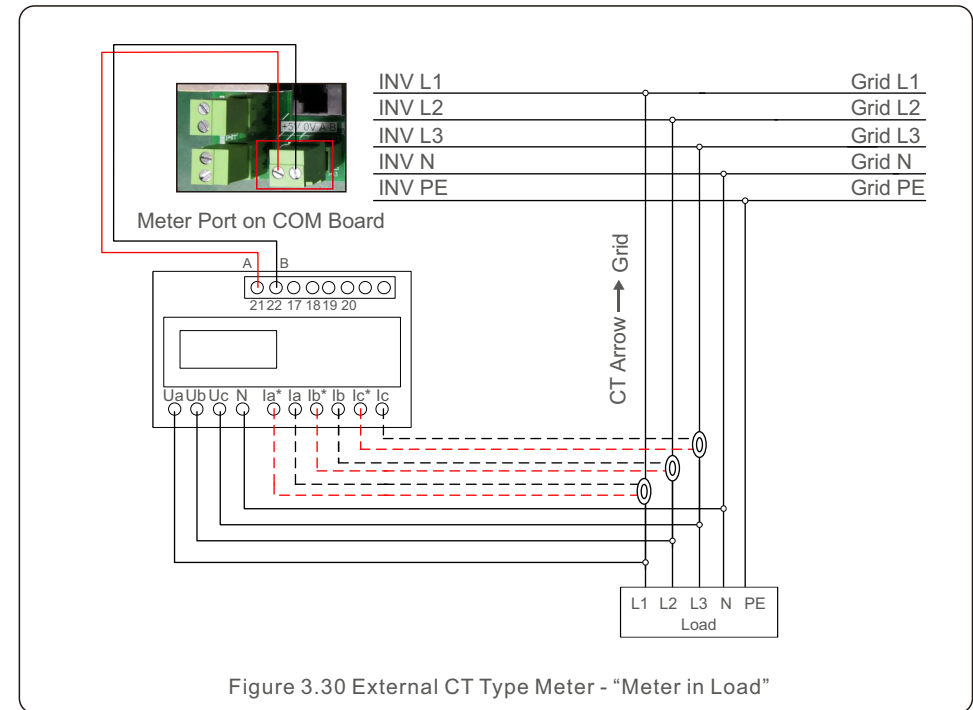 INV L1 Grid L1
INV L2 Grid L2
INV L3 Grid L3
INV N Grid N
INV PE Grid PE
+5V 0V A B
Meter Port on COM Board
A B
21 22 17 18 19 20
CT Arrow Grid
Ua Ub Uc N Ia* Ia Ib* Ib Ic* Ic
L1 L2 L3 N PE
Load
Figure 3.30 External CT Type Meter - “Meter in Load”